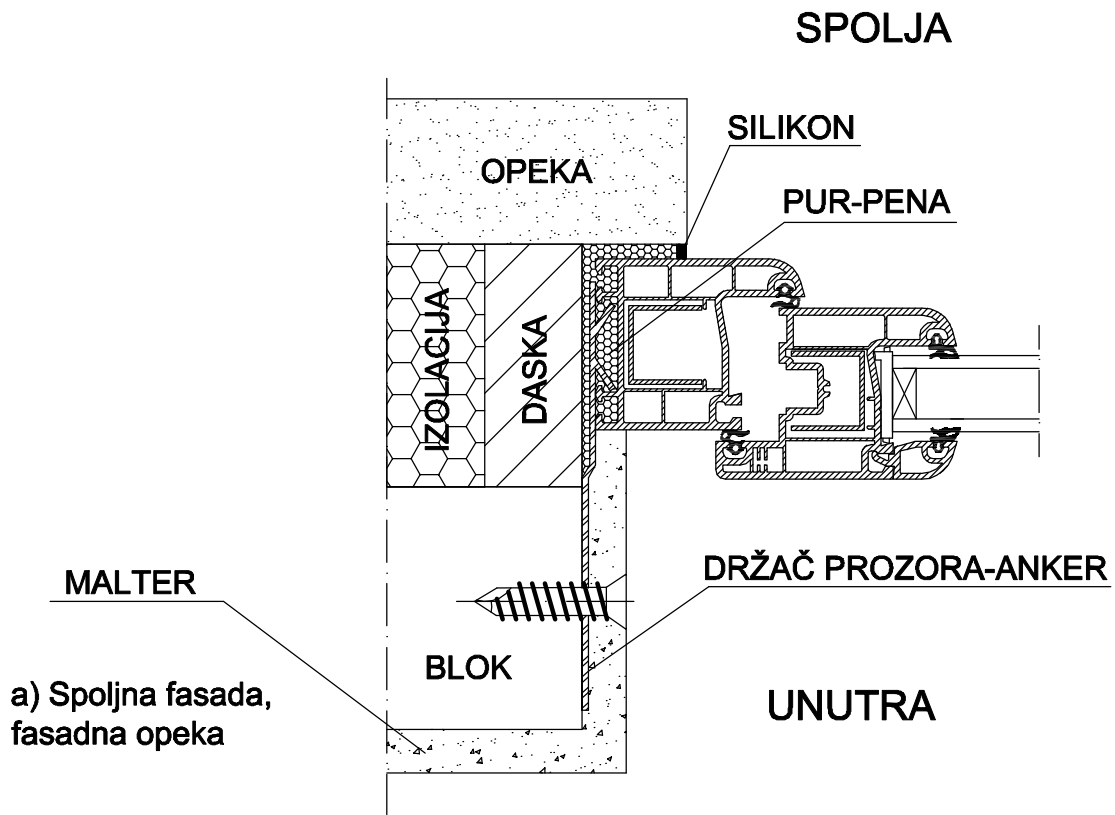 SPOLJA
SILIKON
OPEKA
PUR-PENA
IZOLACIJA
DASKA
DRŽAČ PROZORA-ANKER
MALTER
BLOK
a) Spoljna fasada,
fasadna opeka
UNUTRA